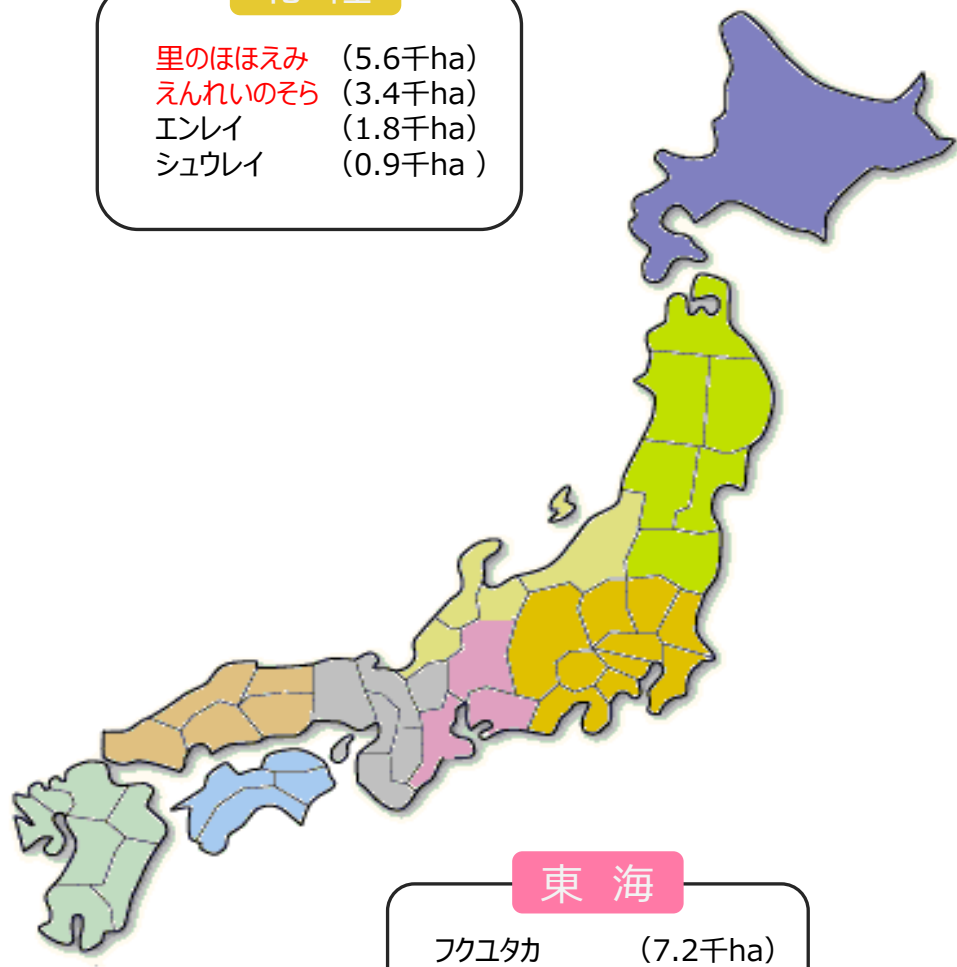 里のほほえみ （5.6千ha）
えんれいのそら （3.4千ha）
エンレイ （1.8千ha）
シュウレイ （0.9千ha ）
東 海
フクユタカ （7.2千ha）